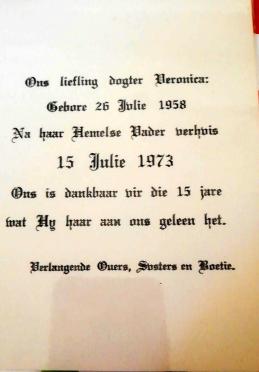 Ons liefling dogter Veronica:
Gebore 26 Julie 1958
Na haar Hemelse Vader verhuis
15 Julie 1973
Ons is dankbaar vir die 15 jare
wat Hy haar aan ons geleen het.
Verlangende Ouers, Susters en Boetie.